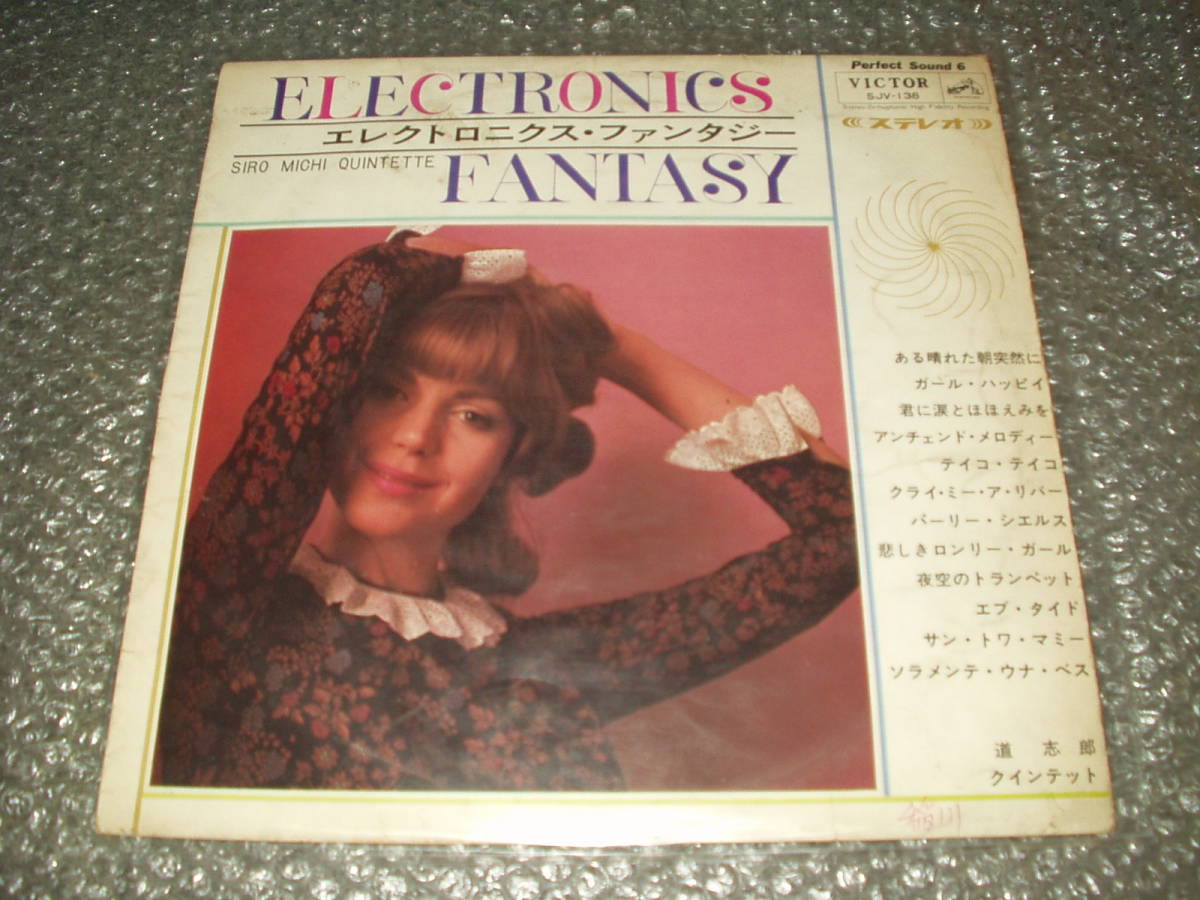 ELECTRONICS
エレクトロニクス・ファンタジー
SIRO MICHI QUINTETTE
FANTASY
Perfect Sound 6
VICTOR
SJV-136
Stereo-Orthophonic High Fidelity Recording
ステレオ
ある晴れた朝突然に
ガール・ハッピイ
君に涙とほほえみを
アンチェンド・メロディー
テイコ・テイコ
クライ・ミー・ア・リバー
パーリー・シエルス
悲しきロンリー・ガール
夜空のトランペット
エブ・タイド
サン・トワ・マミー
ソラメンテ・ウナ・ベス
道志郎
クインテット